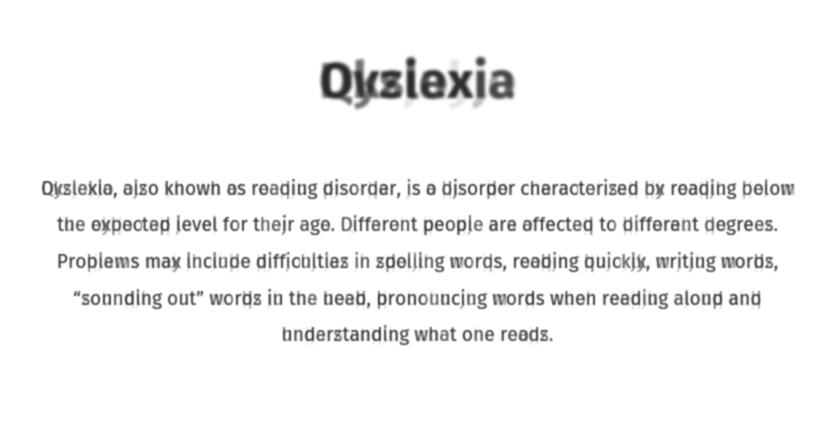 Dyslexia
Dyslexia, also known as reading disorder, is a disorder characterised by reading below
the expected level for their age. Different people are affected to different degrees.
Problems may include difficulties in spelling words, reading quickly, writing words,
“sounding out” words in the head, pronouncing words when reading aloud and
understanding what one reads.